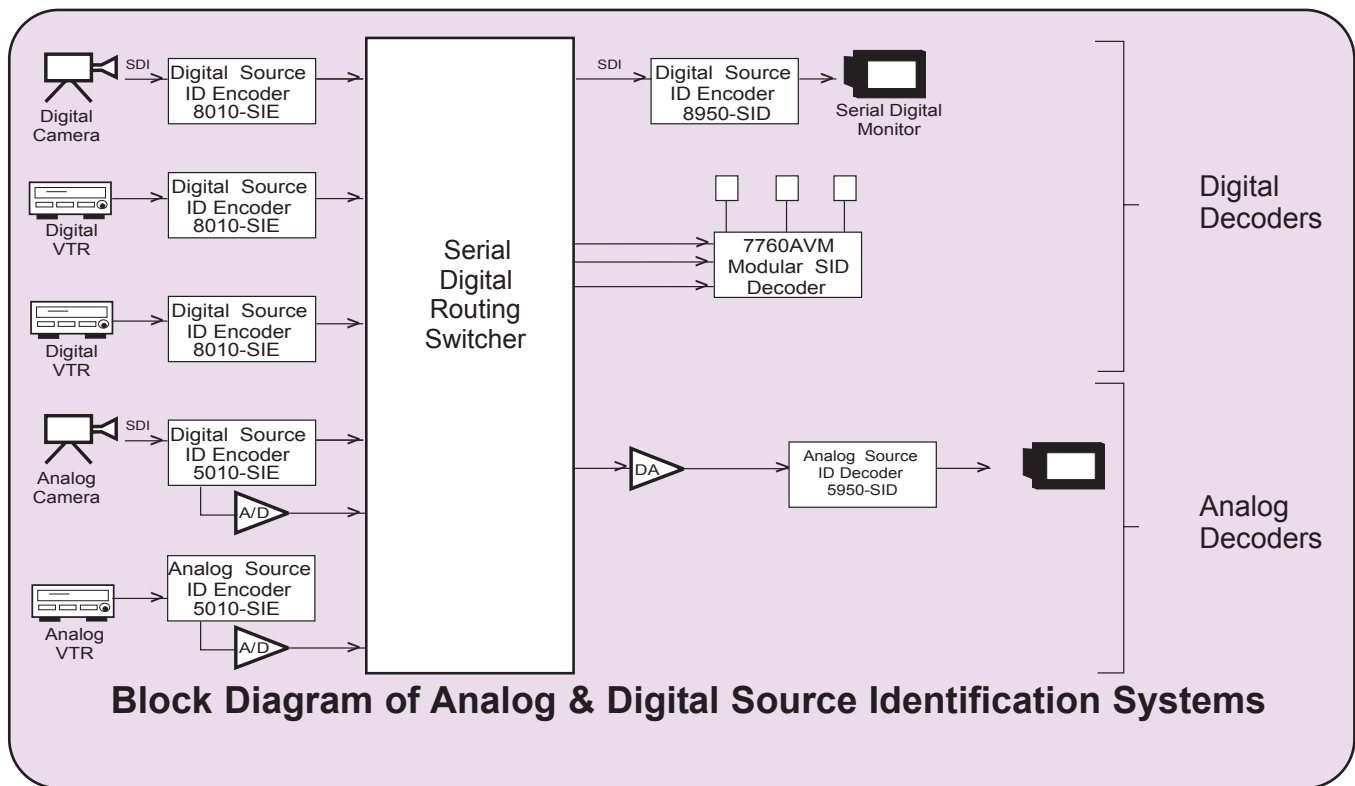 SDI
Digital
Camera
Digital Source
ID Encoder
8010-SIE
Digital
VTR
Digital Source
ID Encoder
8010-SIE
Digital
VTR
Digital Source
ID Encoder
8010-SIE
SDI
Analog
Camera
Digital Source
ID Encoder
5010-SIE
A/D
Analog
VTR
Analog Source
ID Encoder
5010-SIE
A/D
Serial
Digital
Routing
Switcher
SDI
Digital Source
ID Encoder
8950-SID
Serial Digital
Monitor
7760AVM
Modular SID
Decoder
DA
Analog Source
ID Decoder
5950-SID
Digital
Decoders
Analog
Decoders
Block Diagram of Analog & Digital Source Identification Systems